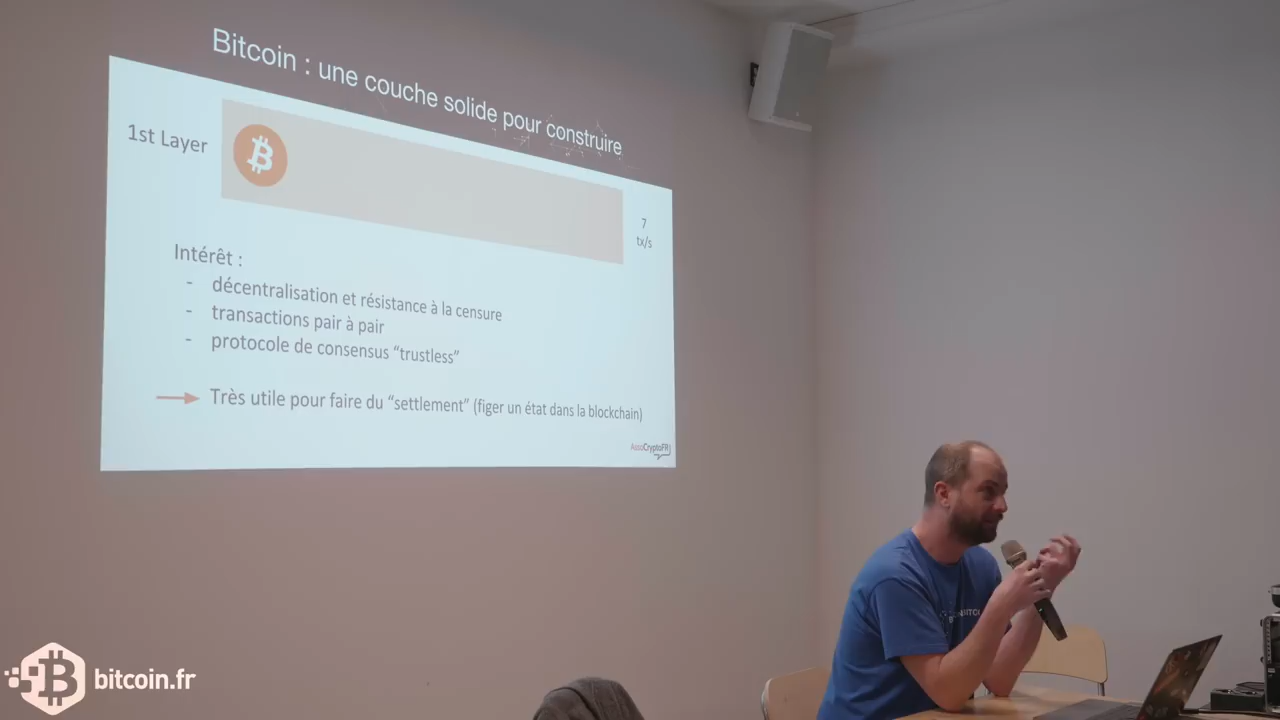 Bitcoin : une couche solide pour construire
1st Layer
7
tx/s
Intérêt :
- décentralisation et résistance à la censure
- transactions pair à pair
- protocole de consensus “trustless”
Très utile pour faire du “settlement” (figer un état dans la blockchain)
AssoCryptoFR
bitcoin.fr